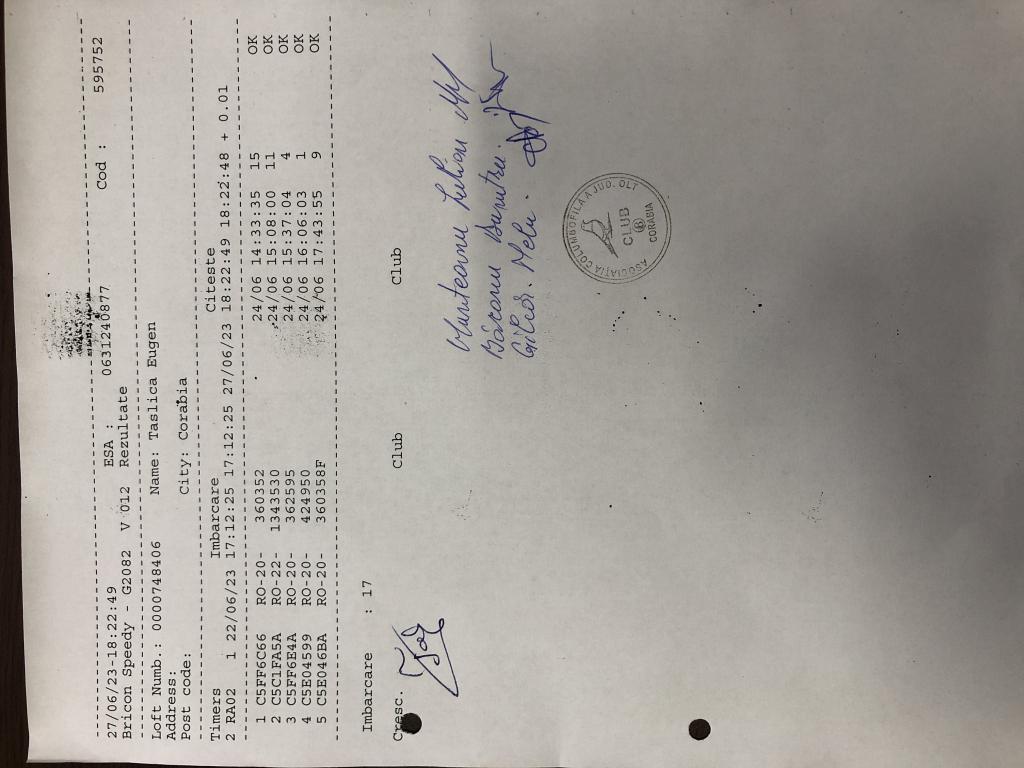 27/06/23-18:22:49 ESA : 0631240877 Cod : 595752
Bricon Speedy - G2082 V 012 Rezultate
Loft Numb.: 0000748406 Name: Taslica Eugen
Address:
Post code: City: Corabia
Timers Imbarcare Citeste
2 RA02 1 22/06/23 17:12:25 17:12:25 27/06/23 18:22:49 18:22:48 + 0.01
1 C5FF6C66 RO-20- 360352 24/06 14:33:35 15 OK
2 C5C1FA5A RO-22- 1343530 24/06 15:08:00 11 OK
3 C5FF6E4A RO-20- 362595 24/06 15:37:04 4 OK
4 C5E04599 RO-20- 424950 24/06 16:06:03 1 OK
5 C5E046BA RO-20- 360358F 24/06 17:43:55 9 OK
Imbarcare : 17
Cresc. Club Club
Munteanu Iulian
Dumitru.
ASOCIAȚIA COLUMBOFILA A JUD. OLT
CLUB
CORABIA